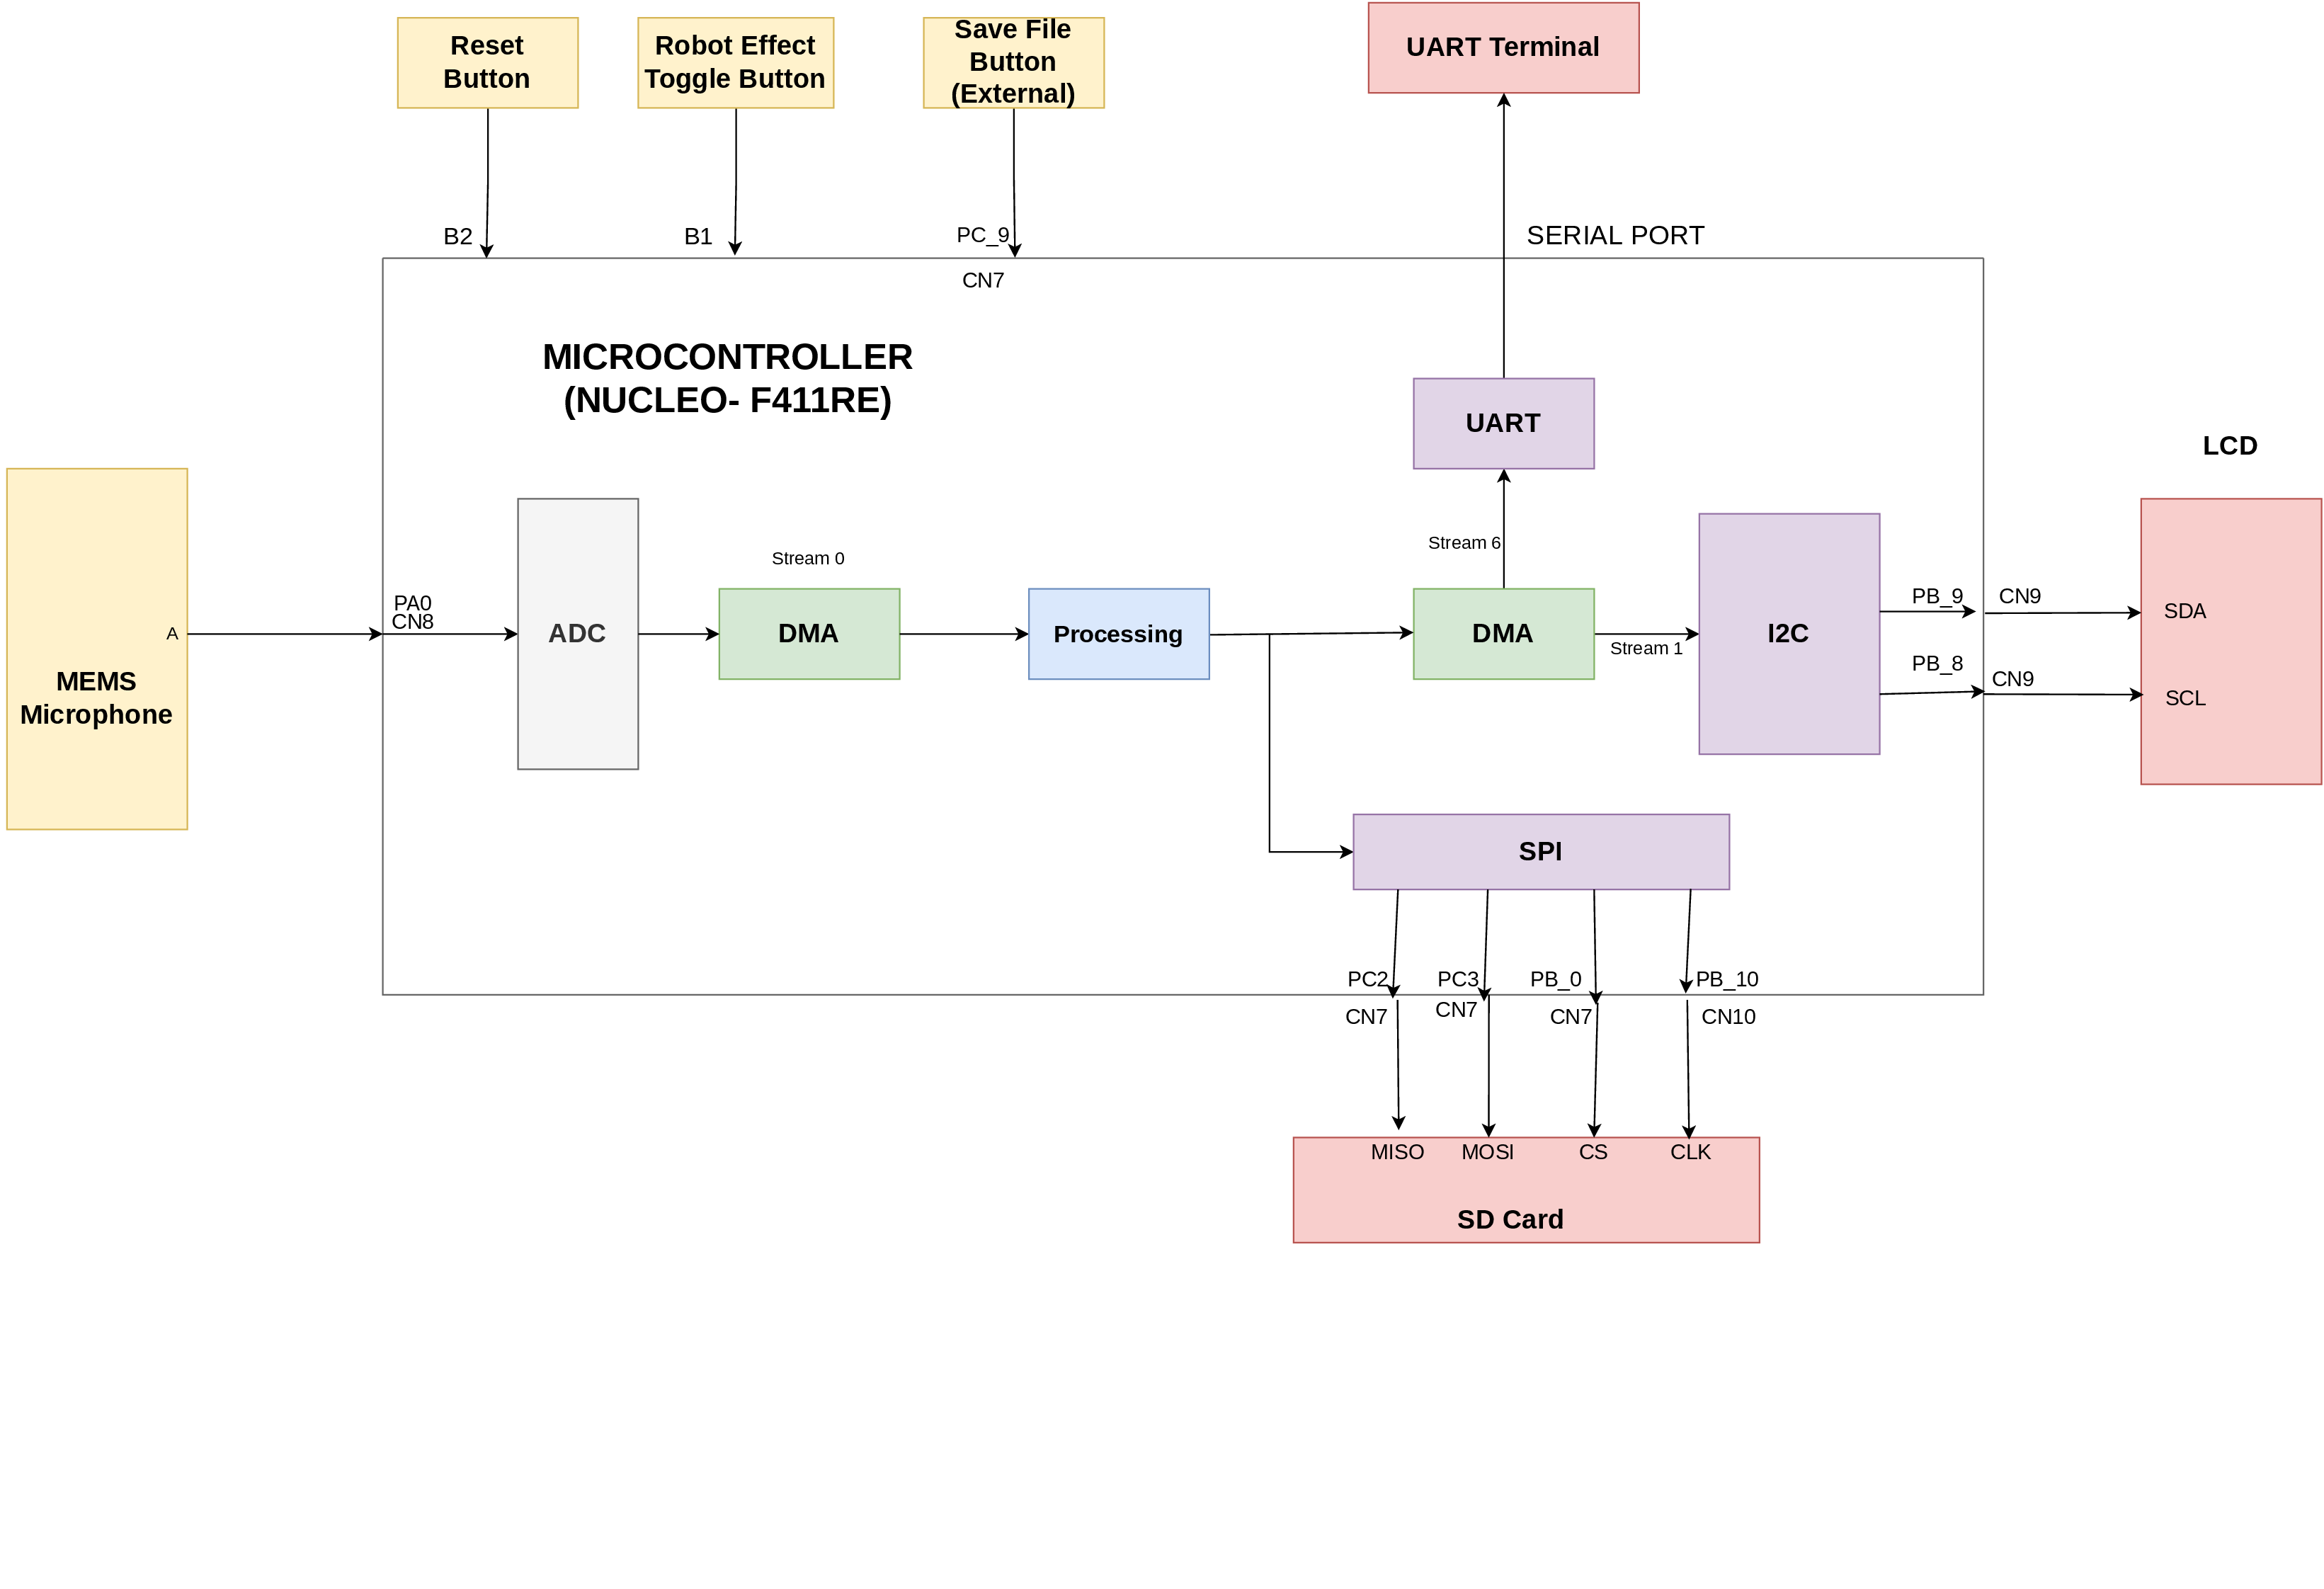 Reset
Button
Robot Effect
Toggle Button
Save File
Button
(External)
UART Terminal
B2
B1
PC_9
SERIAL PORT
CN7
MICROCONTROLLER
(NUCLEO- F411RE)
UART
LCD
Stream 0
Stream 6
PA0
CN8
A
MEMS
Microphone
ADC
DMA
Processing
DMA
Stream 1
I2C
PB_9
CN9
SDA
PB_8
CN9
SCL
SPI
PC2
PC3
PB_0
PB_10
CN7
CN7
CN7
CN10
MISO
MOSI
CS
CLK
SD Card